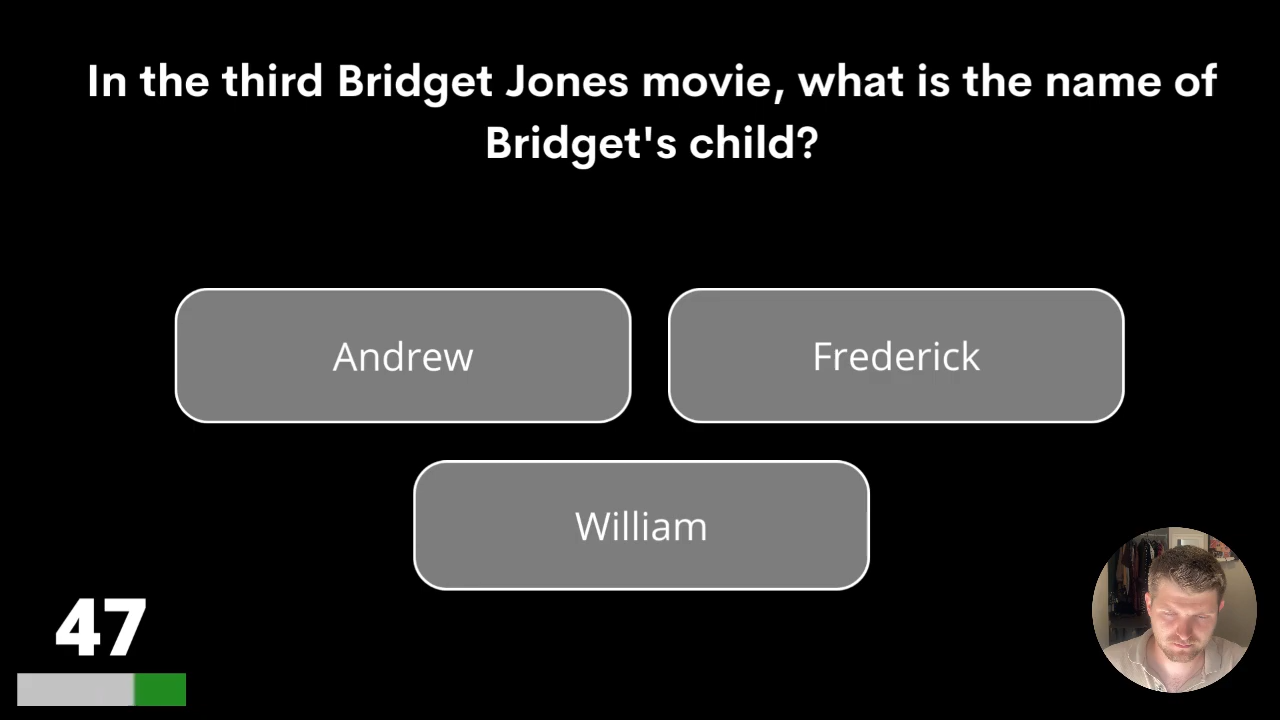 In the third Bridget Jones movie, what is the name of
Bridget's child?
Andrew
Frederick
William
47